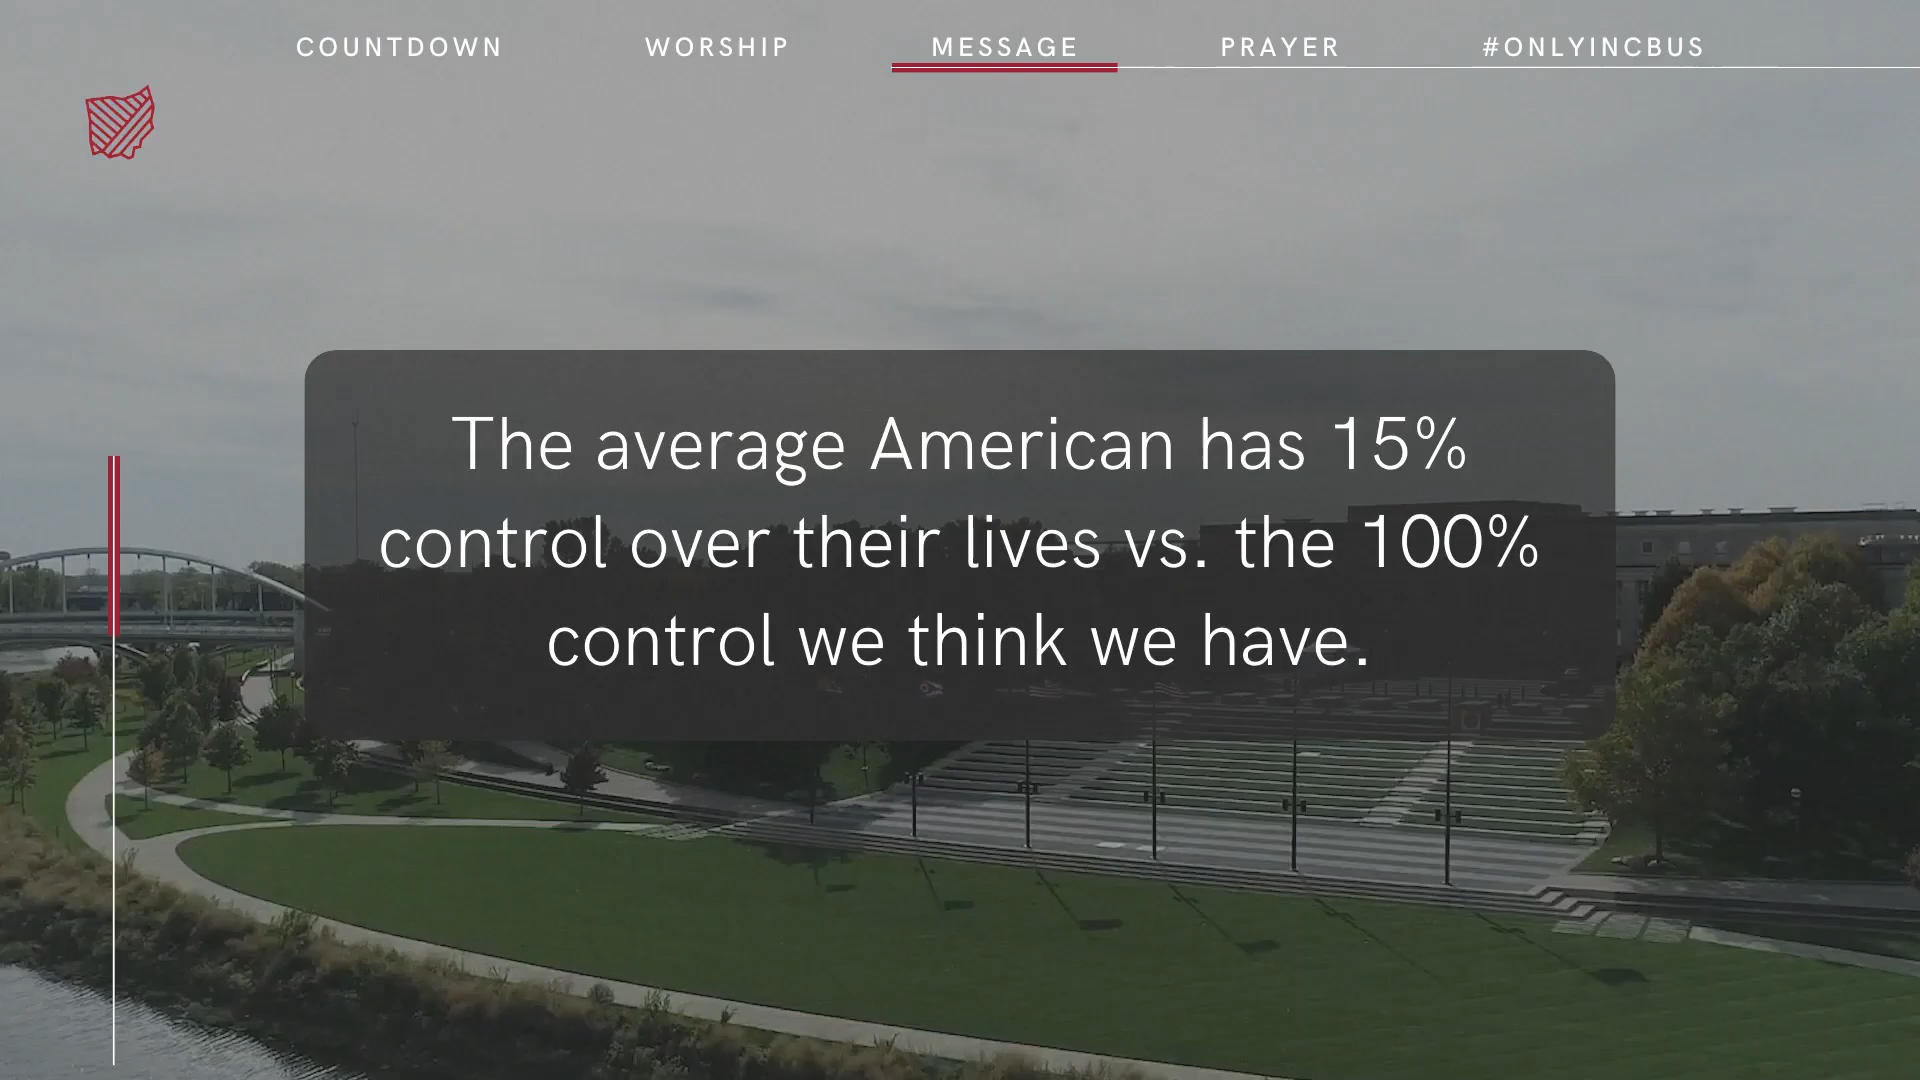 COUNTDOWN WORSHIP MESSAGE PRAYER #ONLYINCBUS
The average American has 15%
control over their lives vs. the 100%
control we think we have.